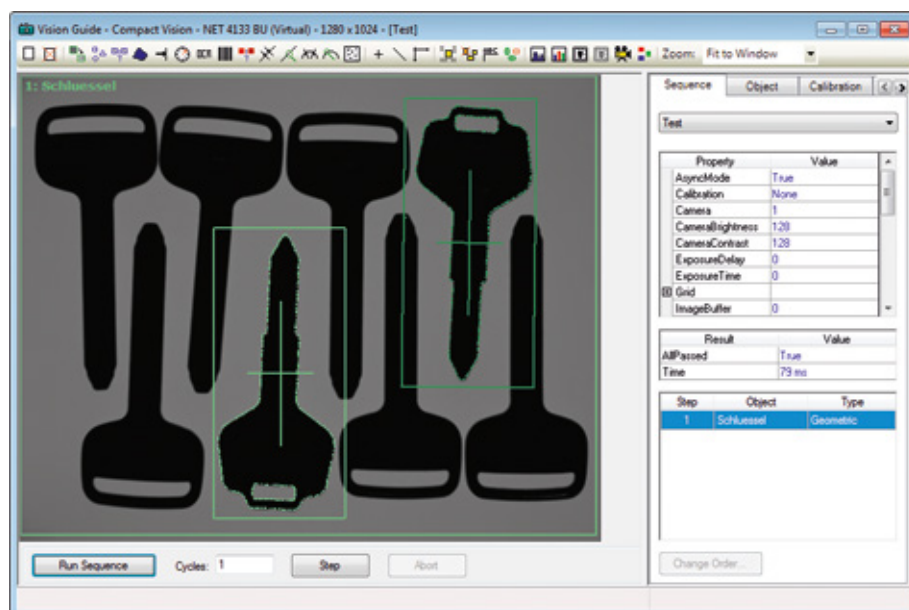 Vision Guide - Compact Vision - NET 4133 BU (Virtual) - 1280 x 1024 - [Test]
OCR
Zoom: Fit to Window
1: Schluessel
Sequence Object Calibration
Test
Property Value
AsyncMode True
Calibration None
Camera 1
CameraBrightness 128
CameraContrast 128
ExposureDelay 0
ExposureTime 0
Grid
ImageBuffer 0
Result Value
AllPassed True
Time 79 ms
Step Object Type
1 Schluessel Geometric
Run Sequence Cycles: 1 Step Abort
Change Order...